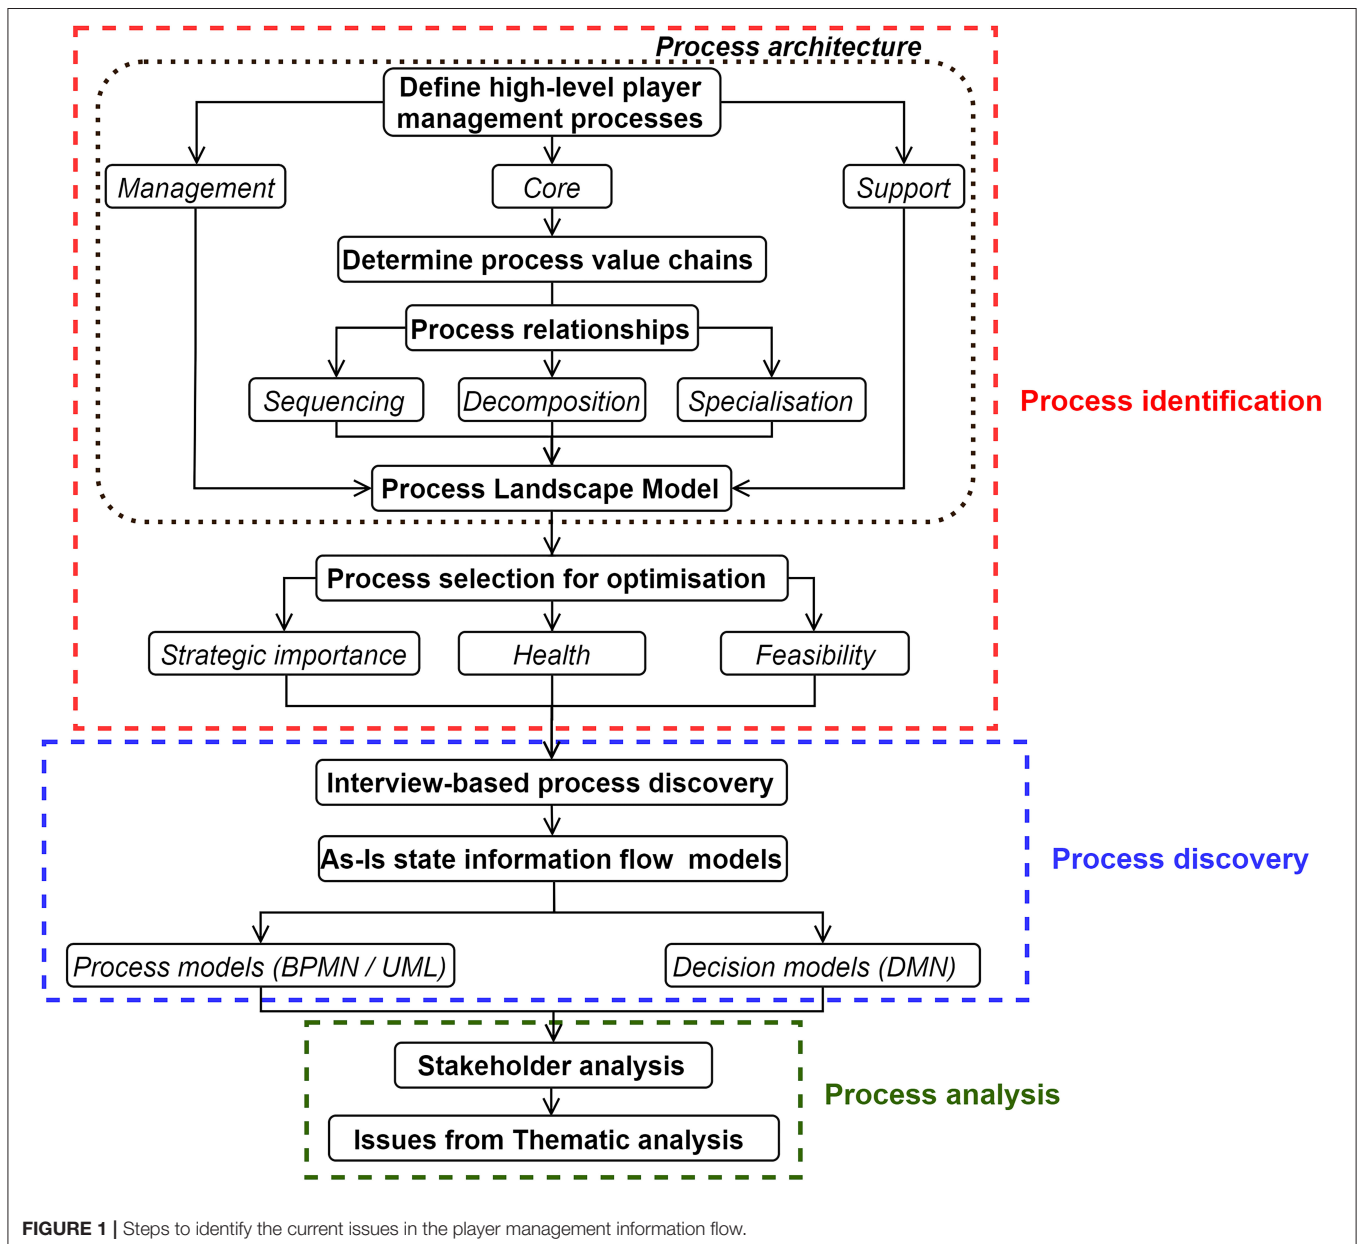 Process architecture
Define high-level player
management processes
Management
Core
Support
Determine process value chains
Process relationships
Sequencing
Decomposition
Specialisation
Process identification
Process Landscape Model
Process selection for optimisation
Strategic importance
Health
Feasibility
Interview-based process discovery
As-Is state information flow models
Process discovery
Process models (BPMN / UML)
Decision models (DMN)
Stakeholder analysis
Process analysis
Issues from Thematic analysis
FIGURE 1 | Steps to identify the current issues in the player management information flow.